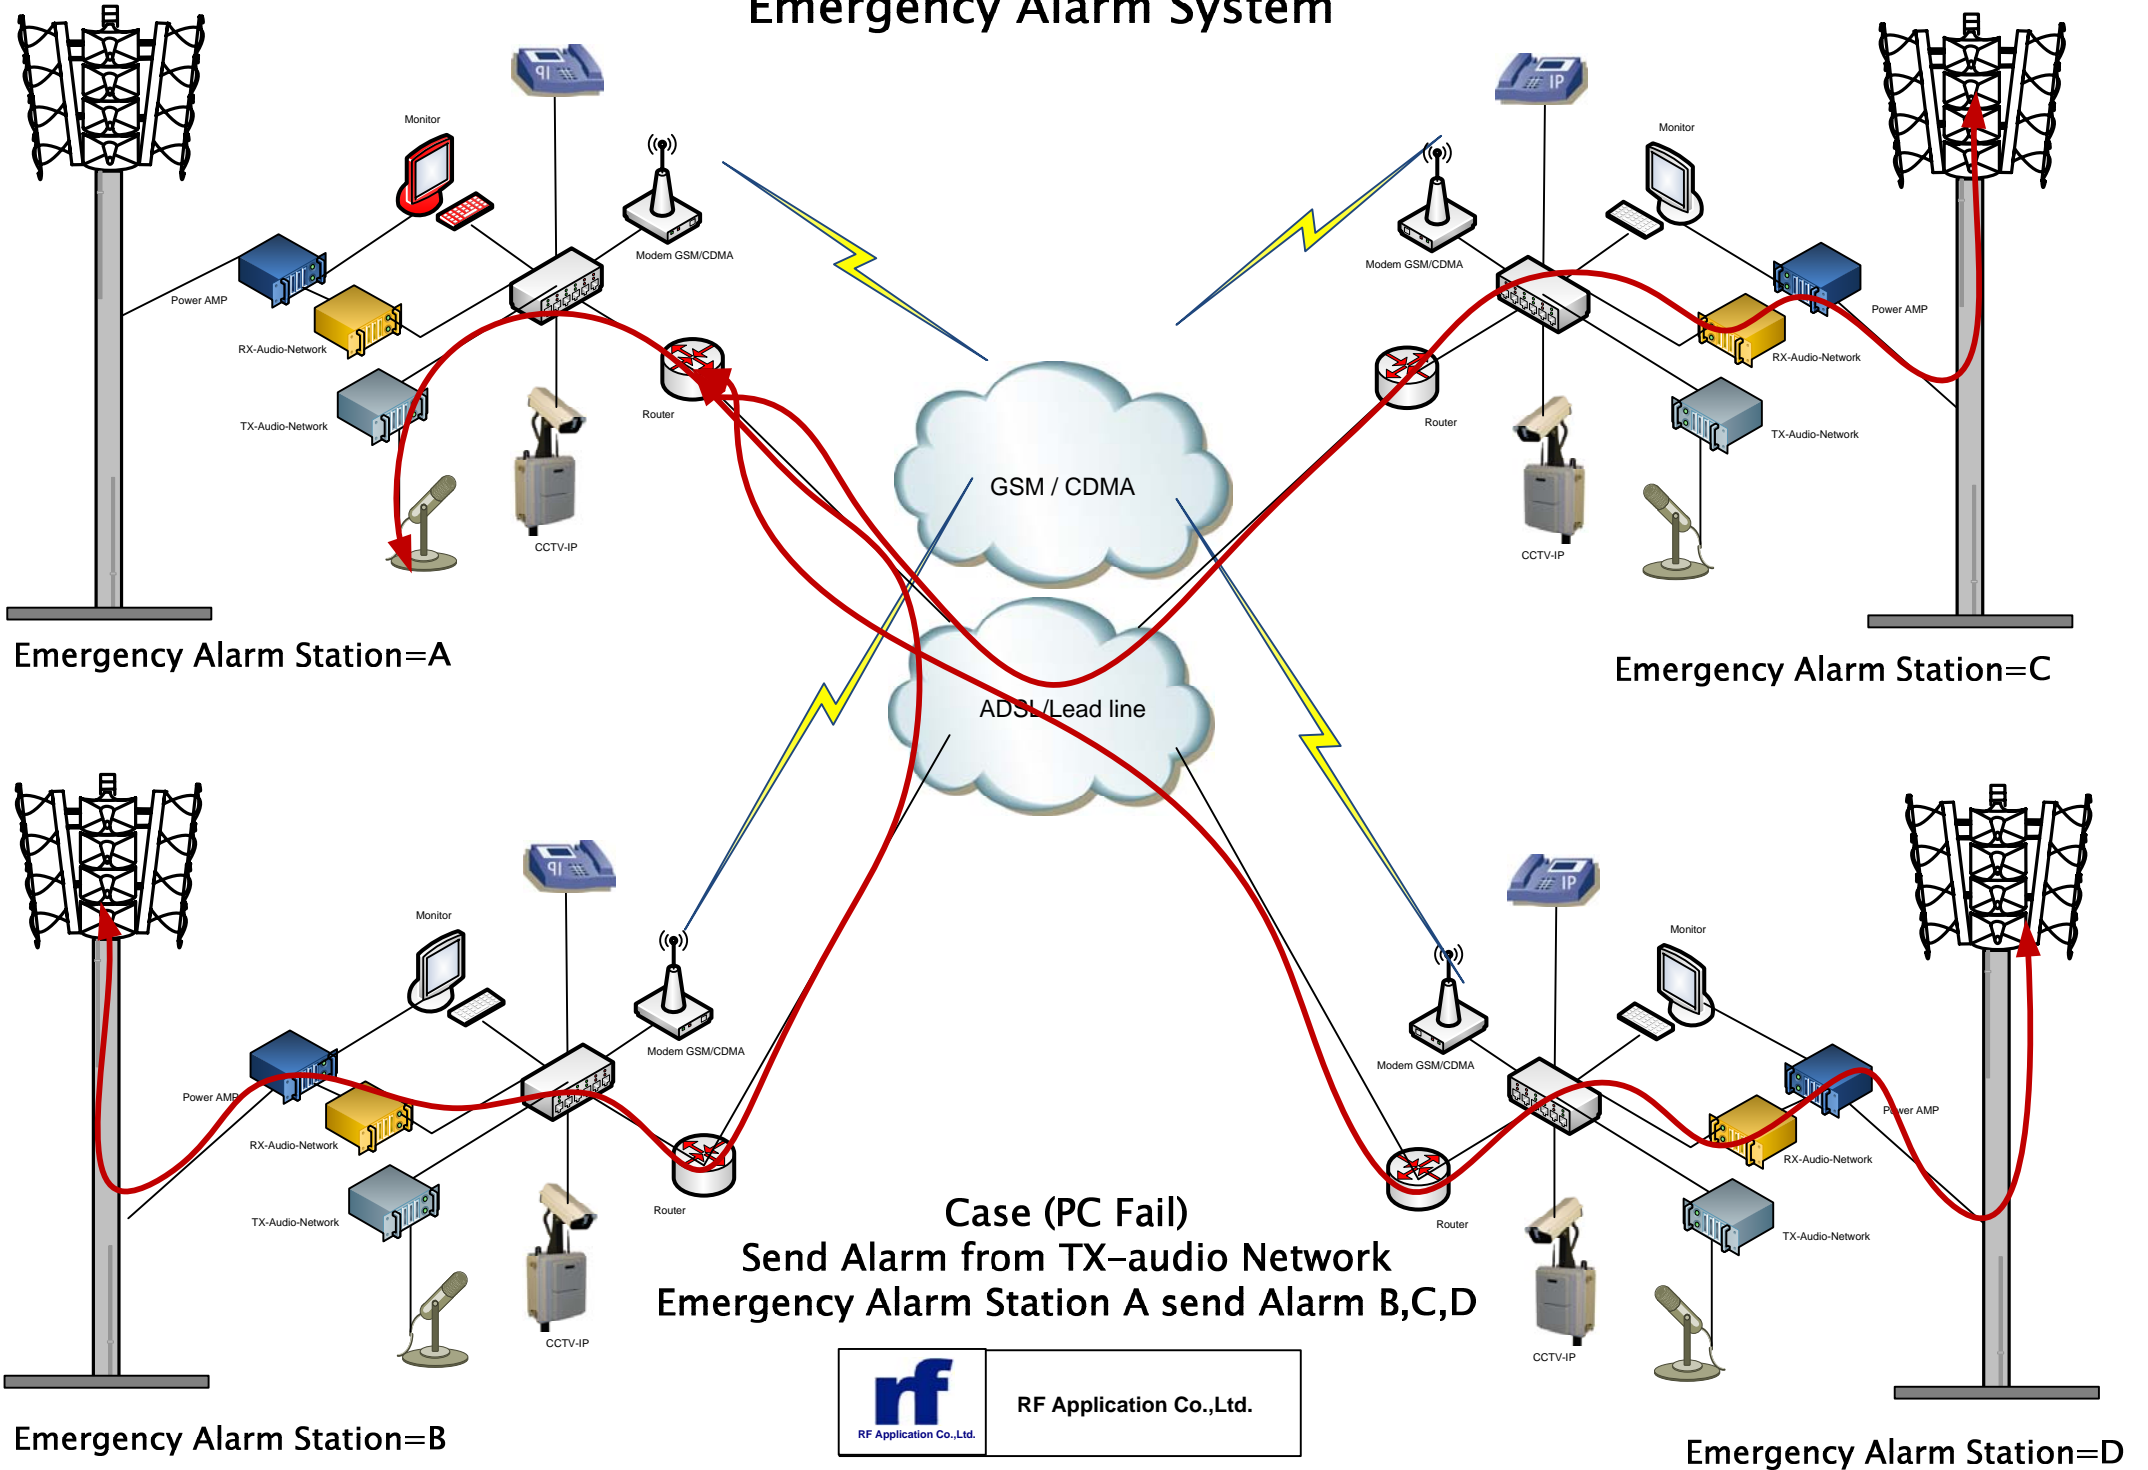 Emergency Alarm System
IP
IP
Monitor
Monitor
Modem GSM/CDMA
Modem GSM/CDMA
Power AMP
Power AMP
RX-Audio-Network
RX-Audio-Network
Router
Router
TX-Audio-Network
TX-Audio-Network
GSM / CDMA
CCTV-IP
CCTV-IP
Emergency Alarm Station=A
Emergency Alarm Station=C
ADSL/Lead line
IP
IP
Monitor
Monitor
Modem GSM/CDMA
Modem GSM/CDMA
Power AMP
Power AMP
RX-Audio-Network
RX-Audio-Network
Router
Router
TX-Audio-Network
TX-Audio-Network
CCTV-IP
CCTV-IP
Case (PC Fail)
Send Alarm from TX-audio Network
Emergency Alarm Station A send Alarm B,C,D
rf
RF Application Co.,Ltd.
RF Application Co.,Ltd.
Emergency Alarm Station=B
Emergency Alarm Station=D